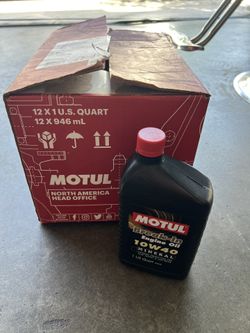 12 X 1 U.S. QUART
12 X 946 mL
MOTUL
NORTH AMERICA
HEAD OFFICE
MOTUL
Break-in
Engine Oil
10W40
MINERAL